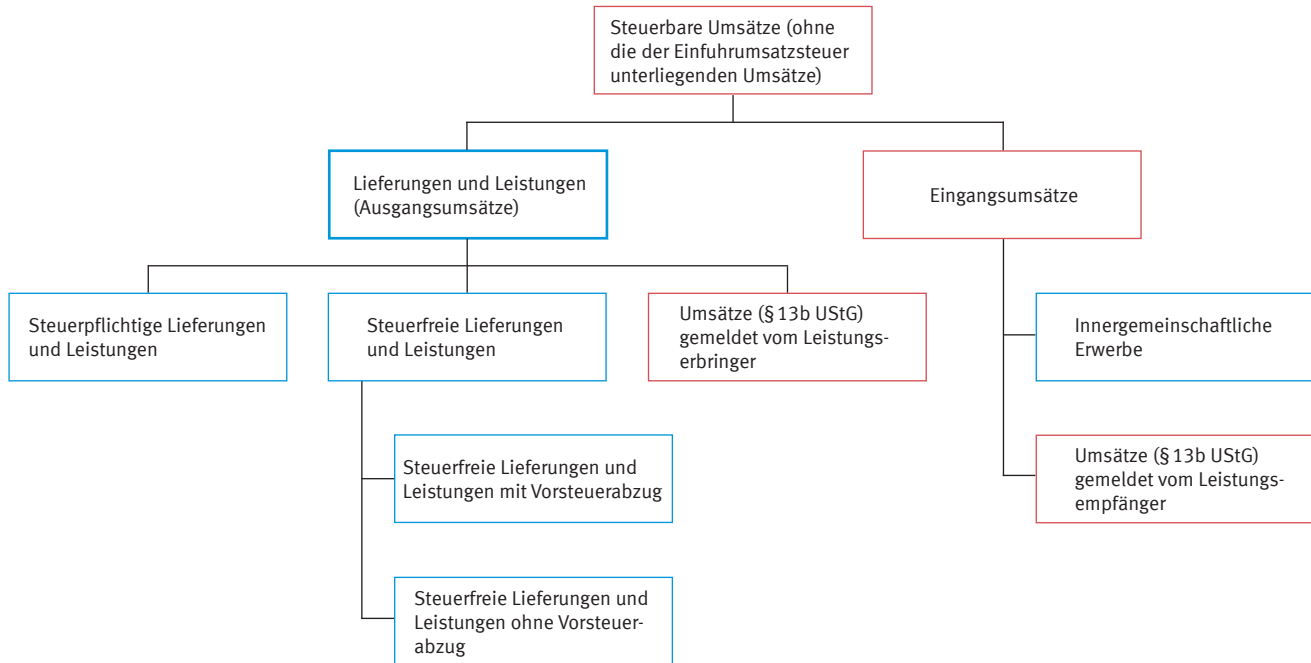 Steuerbare Umsätze (ohne
die der Einfuhrumsatzsteuer
unterliegenden Umsätze)
Lieferungen und Leistungen
(Ausgangsumsätze)
Eingangsumsätze
Steuerpflichtige Lieferungen
und Leistungen
Steuerfreie Lieferungen
und Leistungen
Umsätze (§ 13b UStG)
gemeldet vom Leistungs-
erbringer
Innergemeinschaftliche
Erwerbe
Steuerfreie Lieferungen und
Leistungen mit Vorsteuerabzug
Umsätze (§ 13b UStG)
gemeldet vom Leistungs-
empfänger
Steuerfreie Lieferungen und
Leistungen ohne Vorsteuer-
abzug